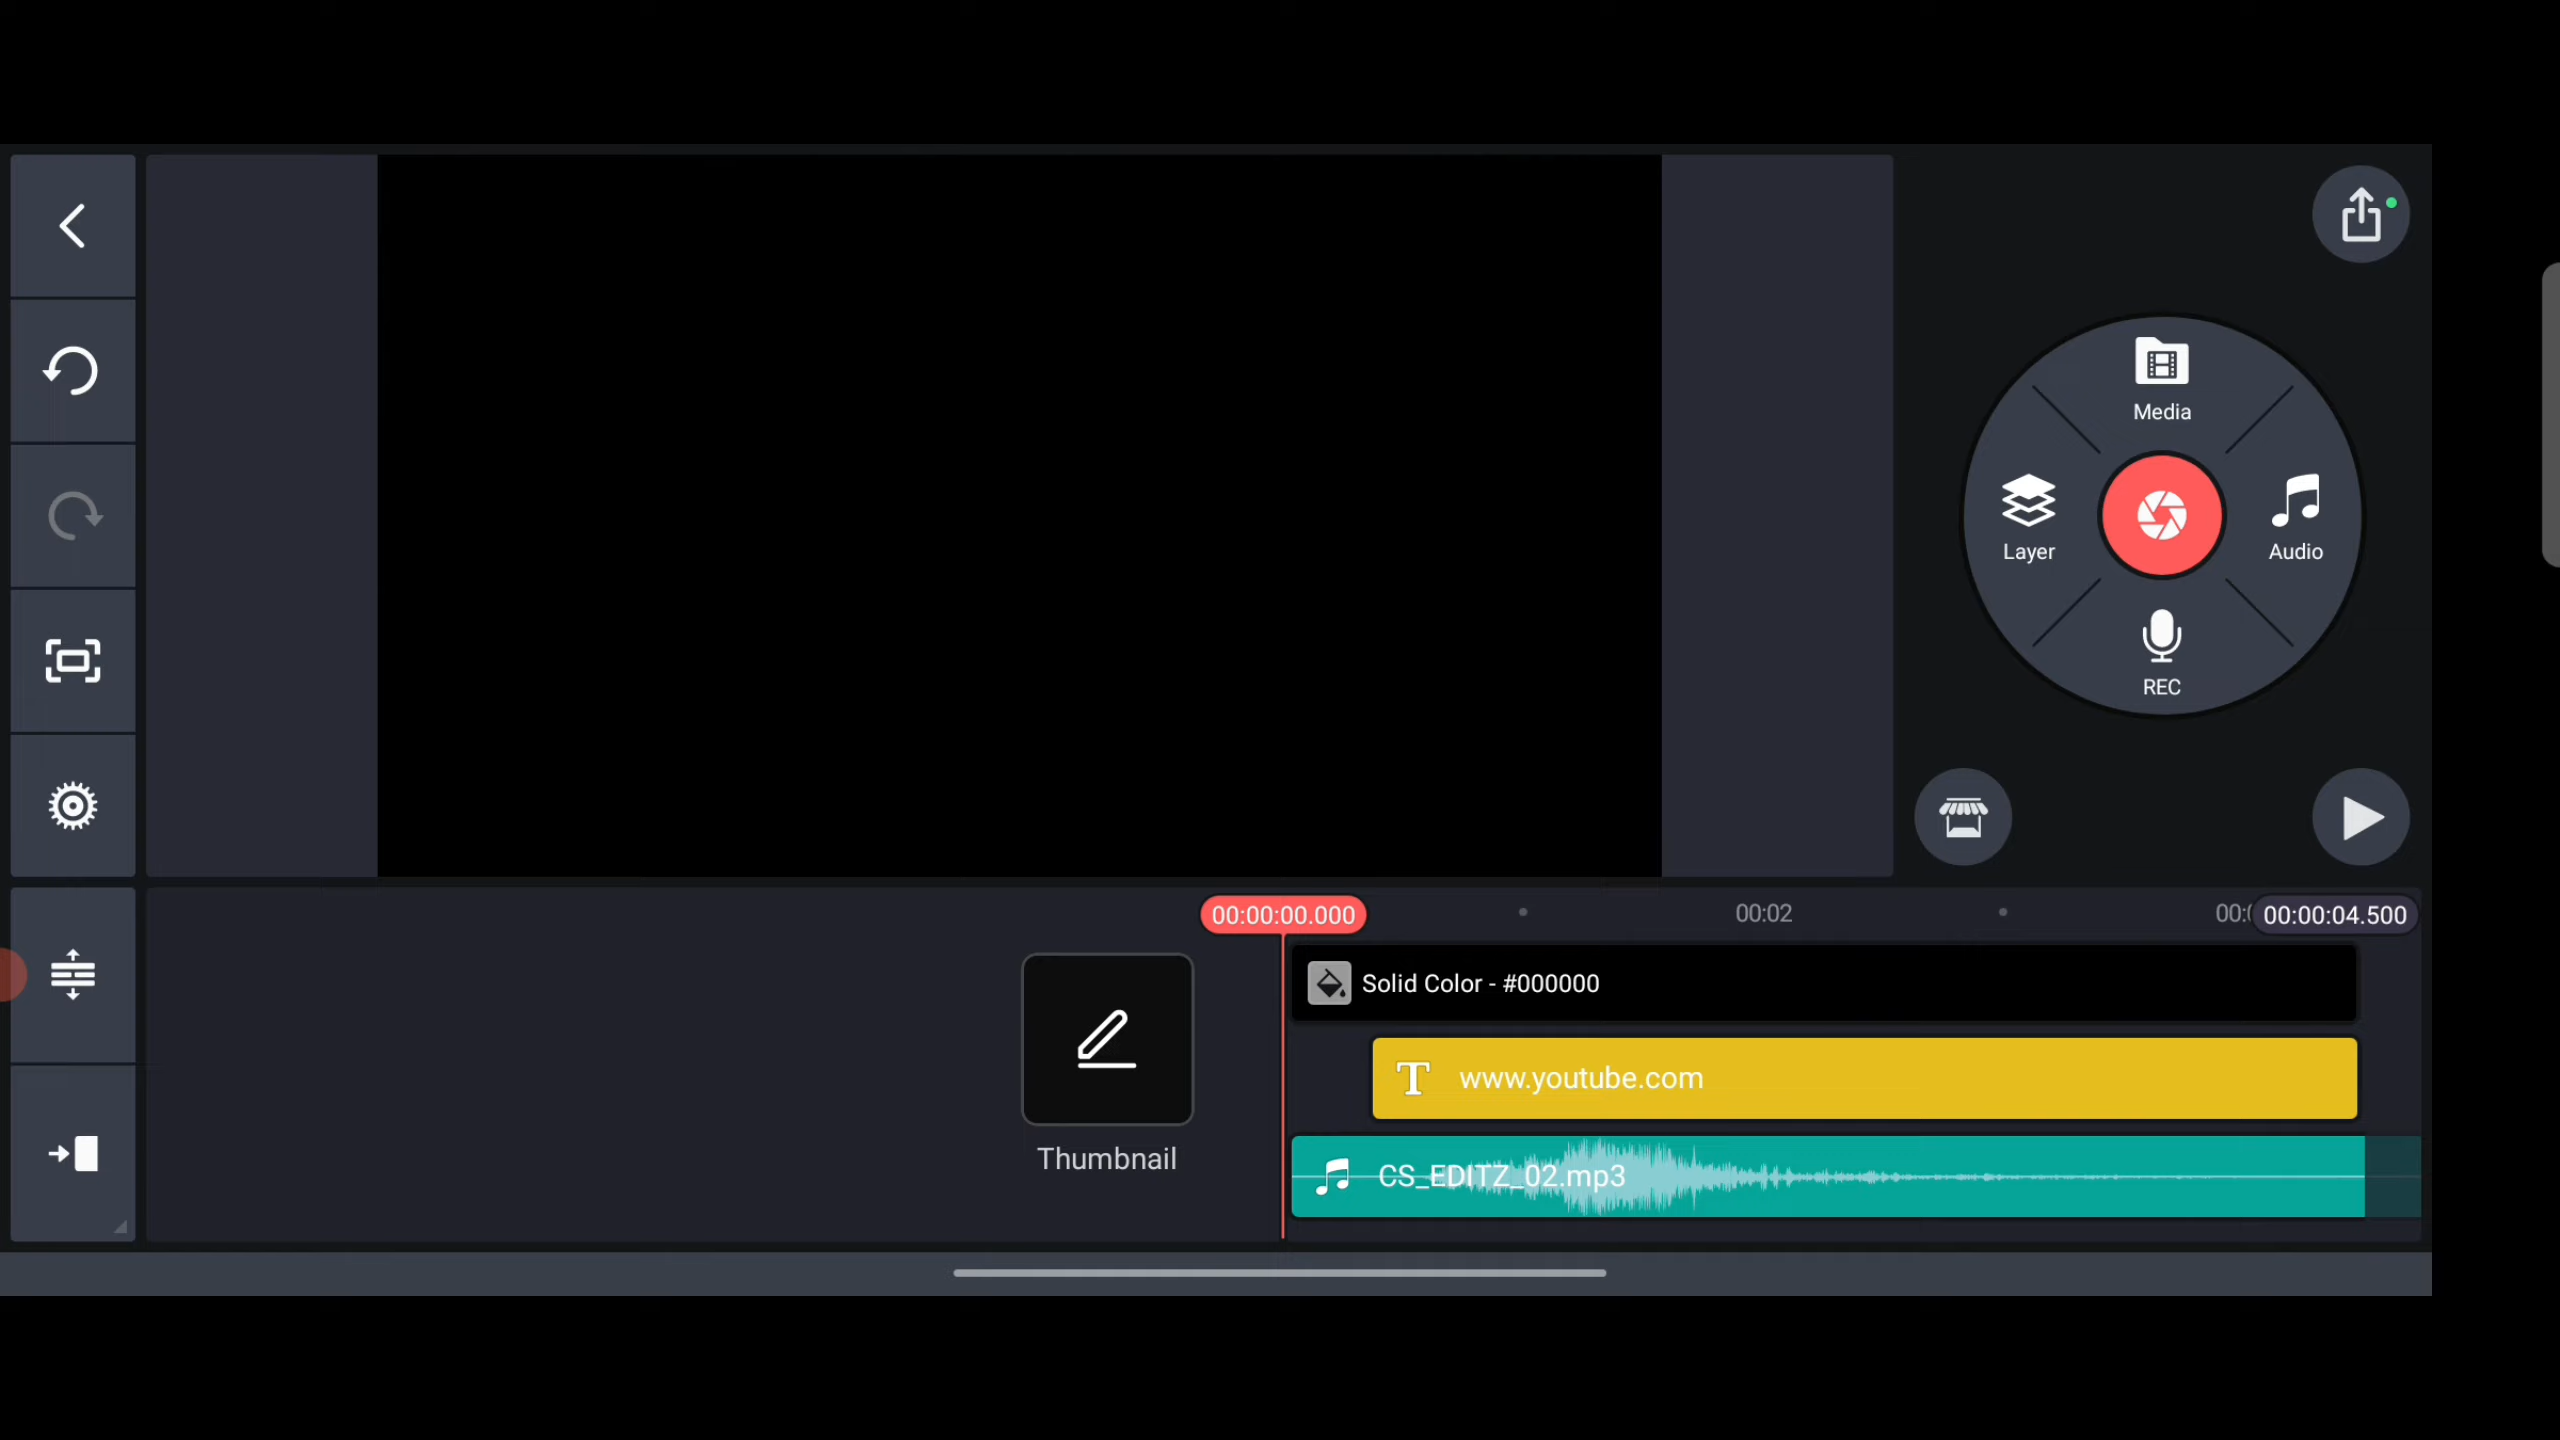 Media
Layer
Audio
REC
00:00:00.000
00:02
00:00:04.500
Solid Color - #000000
T www.youtube.com
Thumbnail
CS_EDITZ_02.mp3